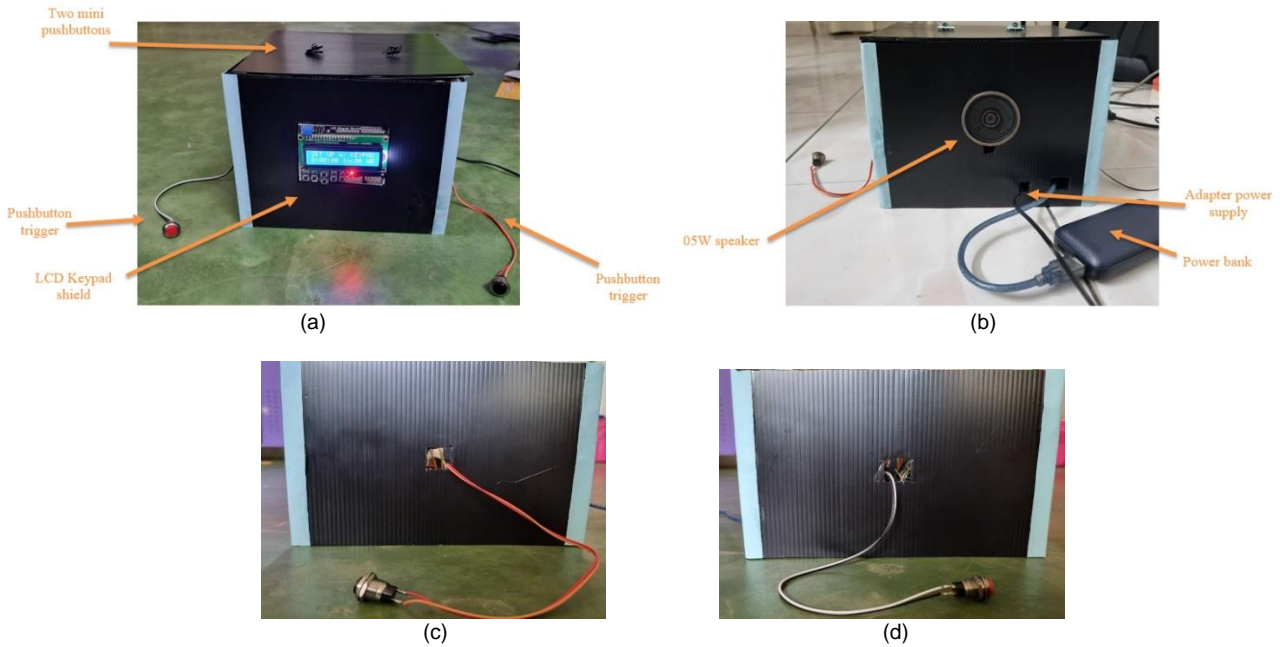 Two mini
pushbuttons
Pushbutton
trigger
LCD Keypad
shield
Pushbutton
trigger
(a)
05W speaker
Adapter power
supply
Power bank
(b)
(c)
(d)